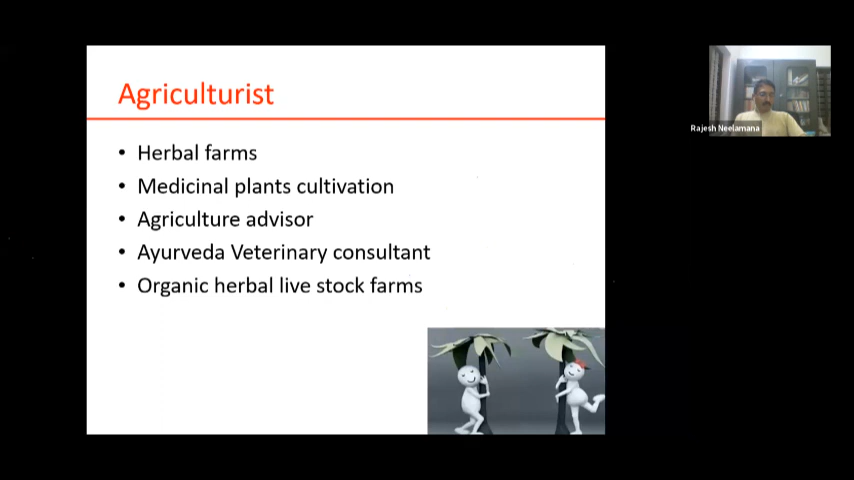 Agriculturist
• Herbal farms
• Medicinal plants cultivation
• Agriculture advisor
• Ayurveda Veterinary consultant
• Organic herbal live stock farms
Rajesh Neelamana